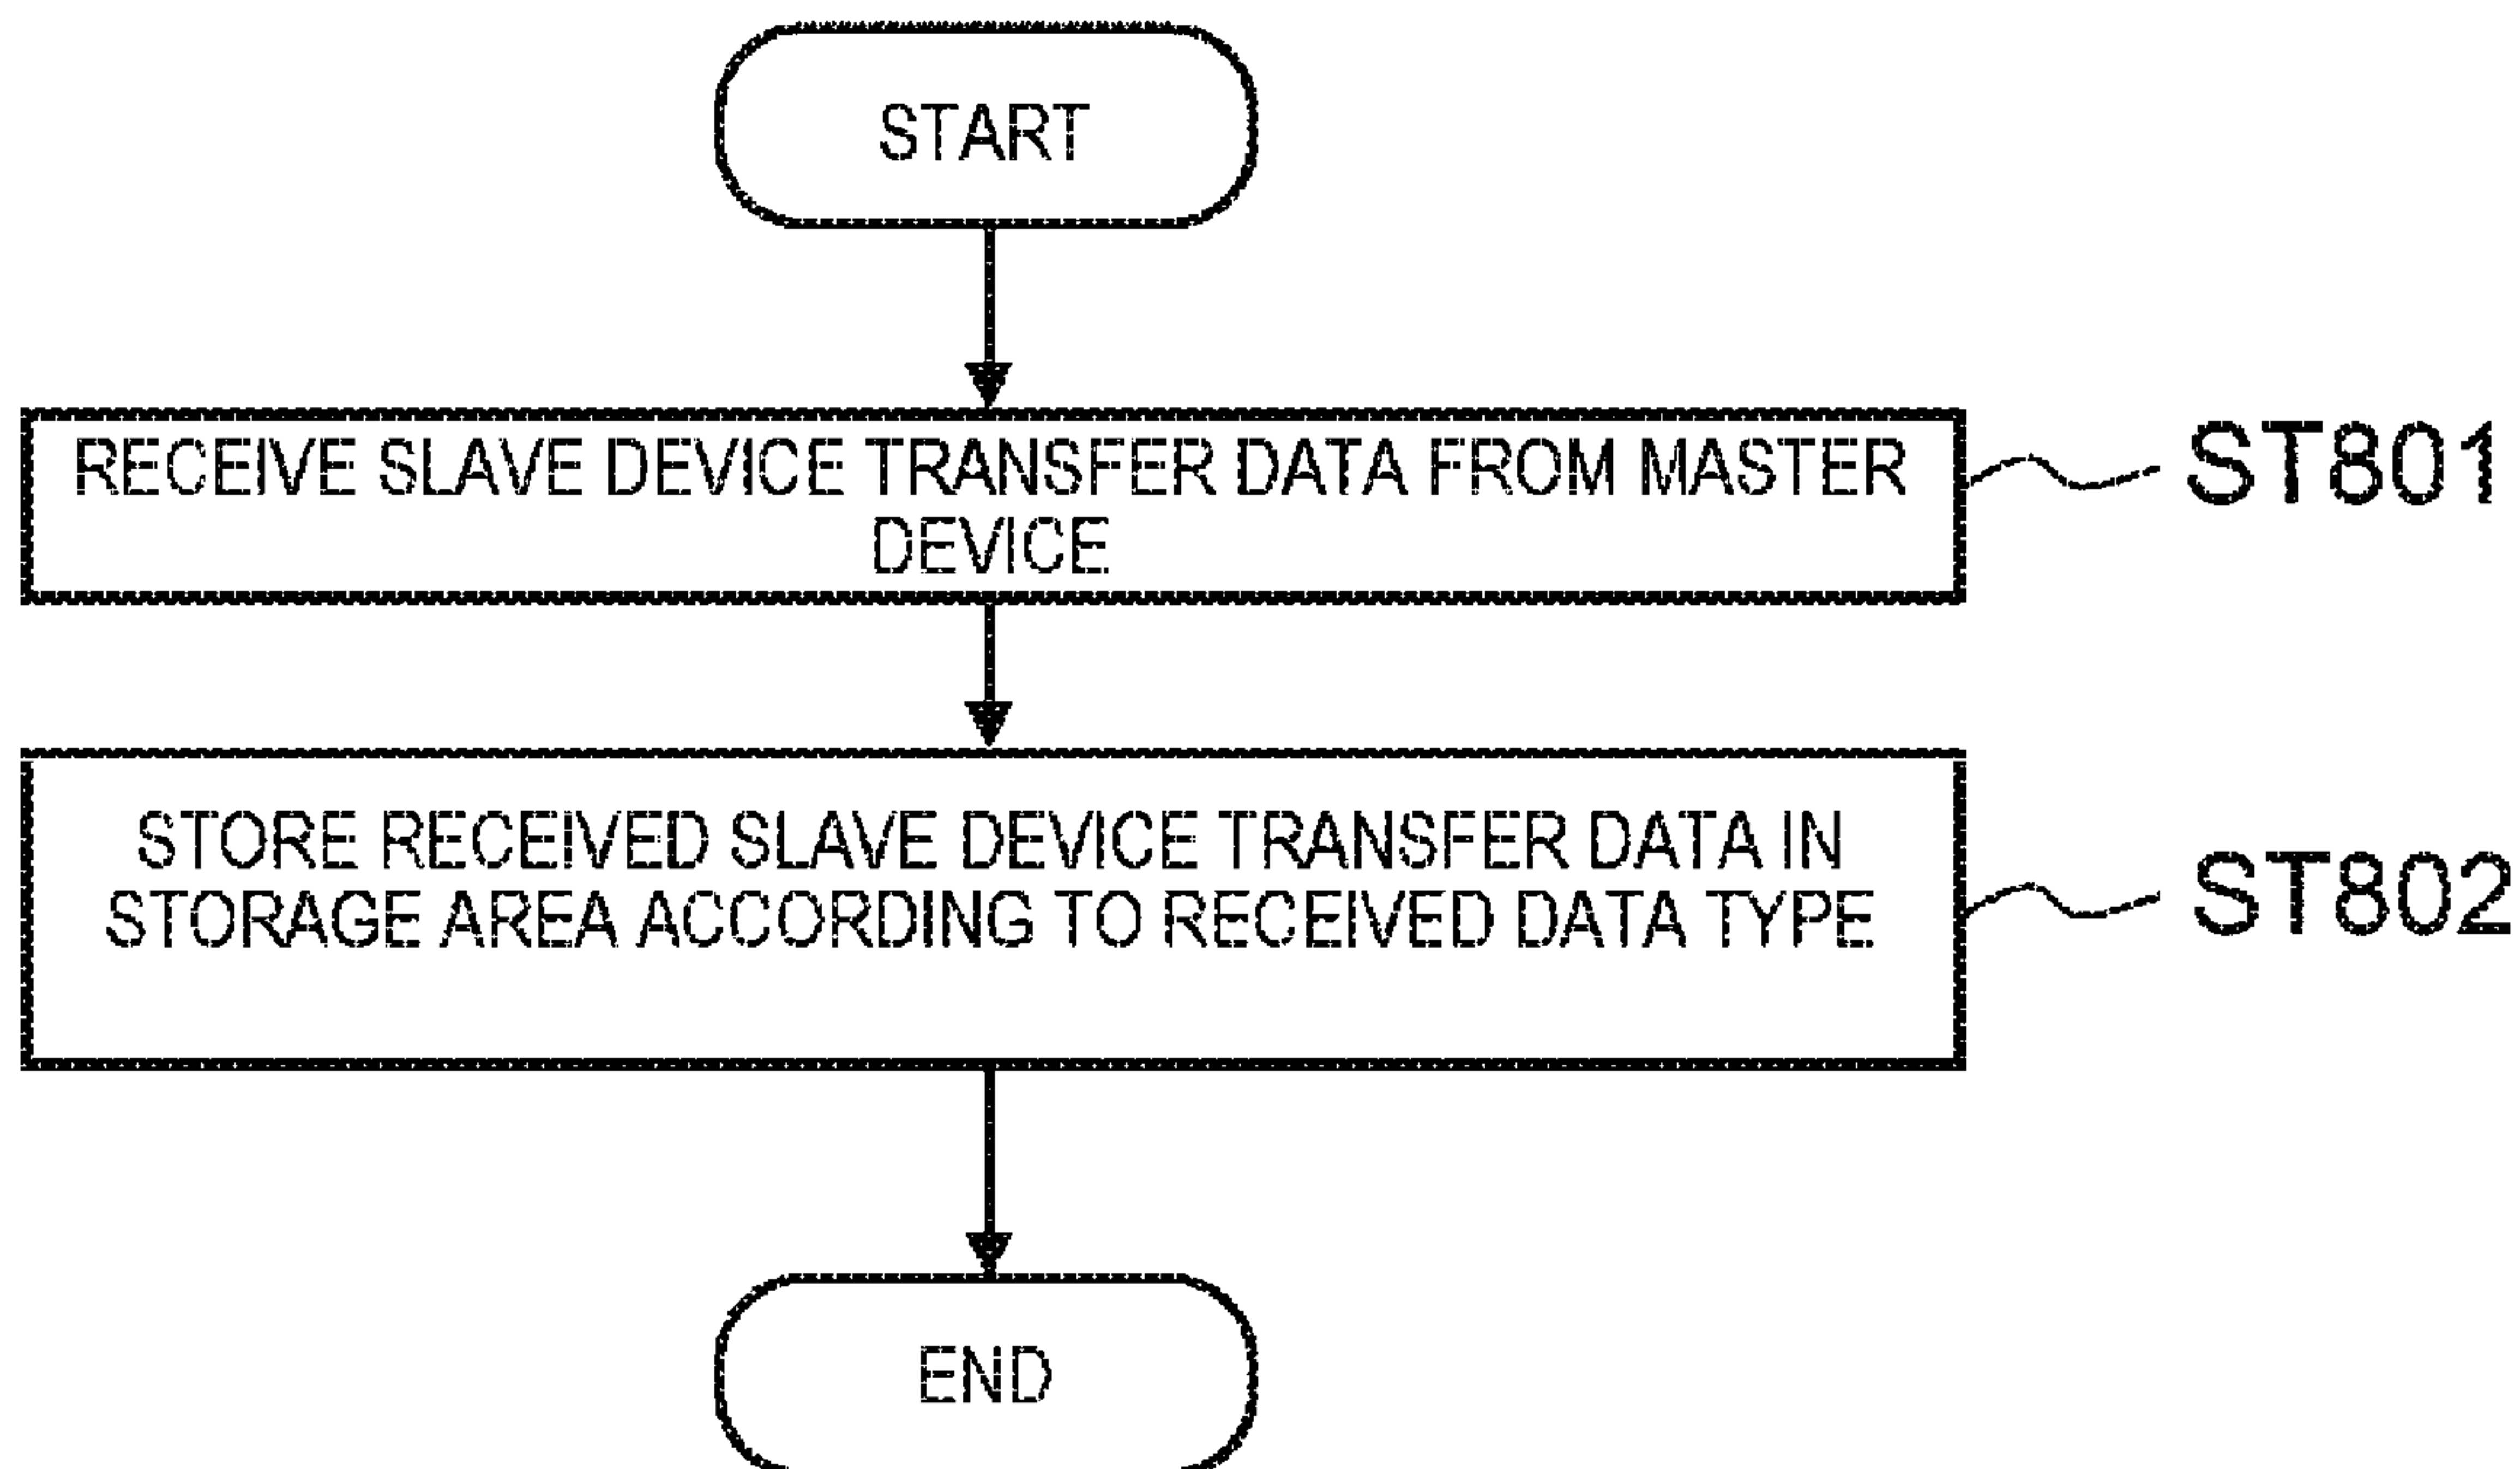 START
RECEIVE SLAVE DEVICE TRANSFER DATA FROM MASTER
DEVICE
ST801
STORE RECEIVED SLAVE DEVICE TRANSFER DATA IN
STORAGE AREA ACCORDING TO RECEIVED DATA TYPE
ST802
END